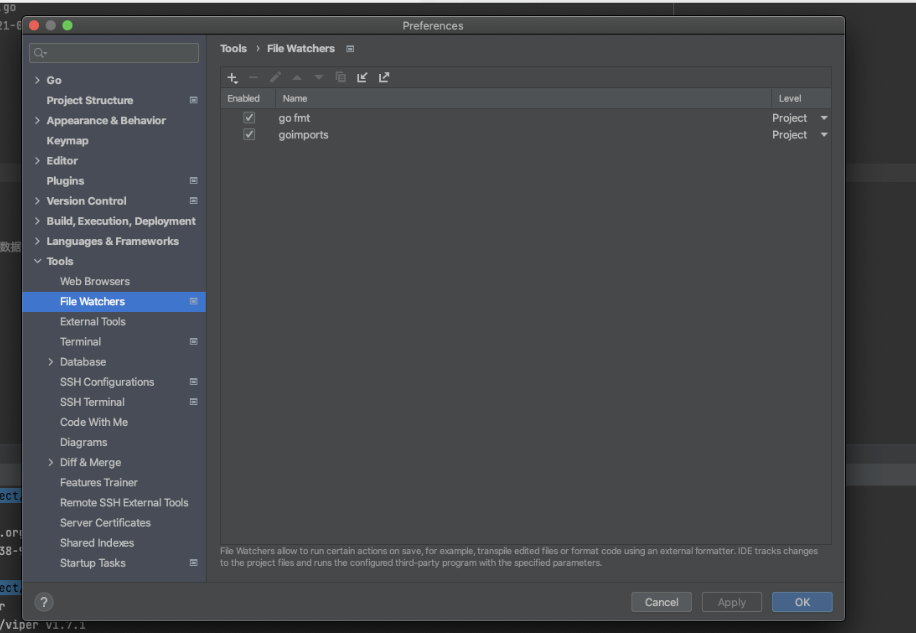 .go
21-0
Preferences
Tools › File Watchers
Go
Project Structure
Appearance & Behavior
Keymap
Editor
Plugins
Version Control
Build, Execution, Deployment
Languages & Frameworks
Tools
Web Browsers
File Watchers
External Tools
Terminal
Database
SSH Configurations
SSH Terminal
Code With Me
Diagrams
Diff & Merge
Features Trainer
Remote SSH External Tools
Server Certificates
Shared Indexes
Startup Tasks
Enabled Name Level
go fmt Project
goimports Project
File Watchers allow to run certain actions on save, for example, transpile edited files or format code using an external formatter. IDE tracks changes
to the project files and runs the configured third-party program with the specified parameters.
? Cancel Apply OK
数据
ect/
.org
38-9
ect/
r
/viper v1.7.1